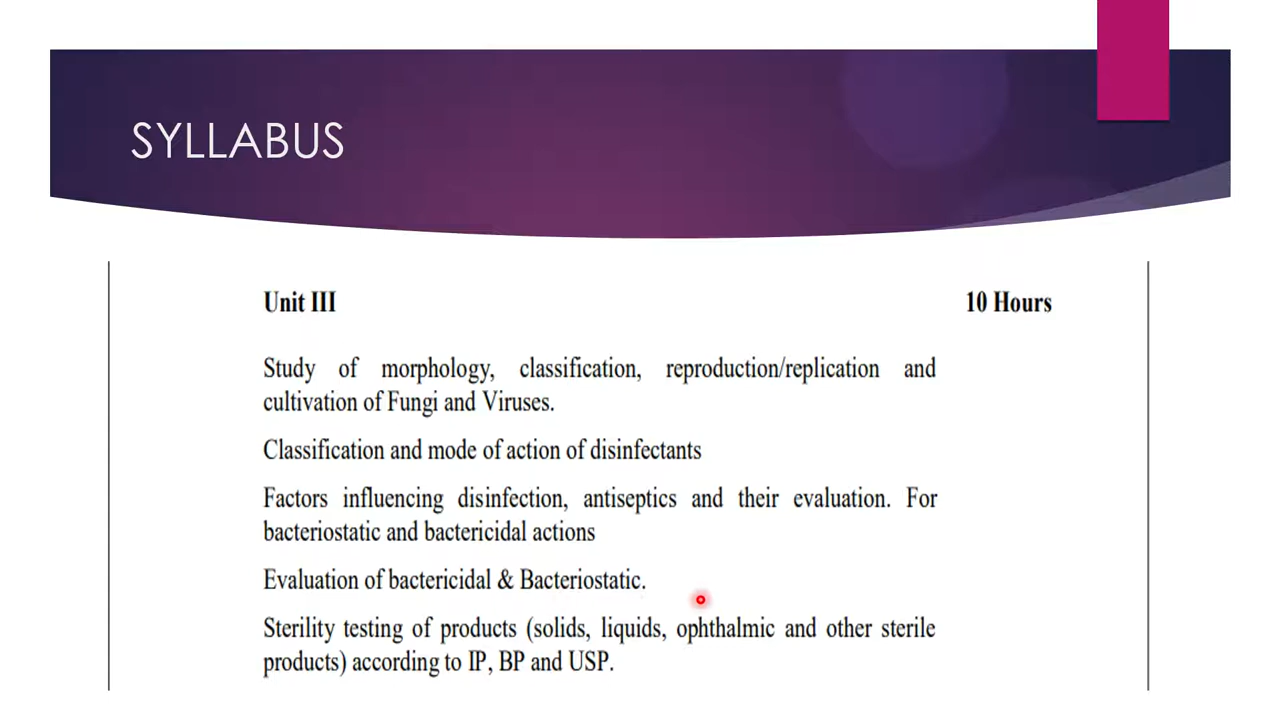 SYLLABUS
Unit III 10 Hours
Study of morphology, classification, reproduction/replication and
cultivation of Fungi and Viruses.
Classification and mode of action of disinfectants
Factors influencing disinfection, antiseptics and their evaluation. For
bacteriostatic and bactericidal actions
Evaluation of bactericidal & Bacteriostatic.
Sterility testing of products (solids, liquids, ophthalmic and other sterile
products) according to IP, BP and USP.